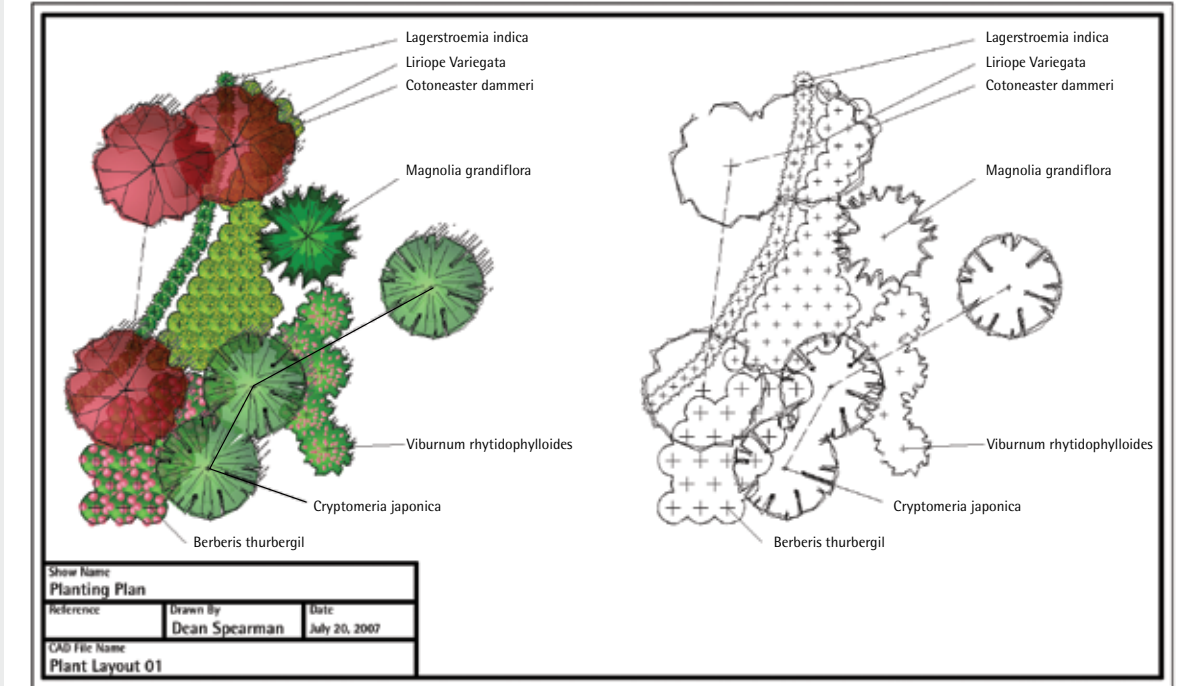 Lagerstroemia indica
Liriope Variegata
Cotoneaster dammeri
Magnolia grandiflora
Viburnum rhytidophylloides
Cryptomeria japonica
Berberis thurbergil
Lagerstroemia indica
Liriope Variegata
Cotoneaster dammeri
Magnolia grandiflora
Viburnum rhytidophylloides
Cryptomeria japonica
Berberis thurbergil
Show Name
Planting Plan
Reference
Drawn By
Dean Spearman
Date
July 20, 2007
CAD File Name
Plant Layout 01